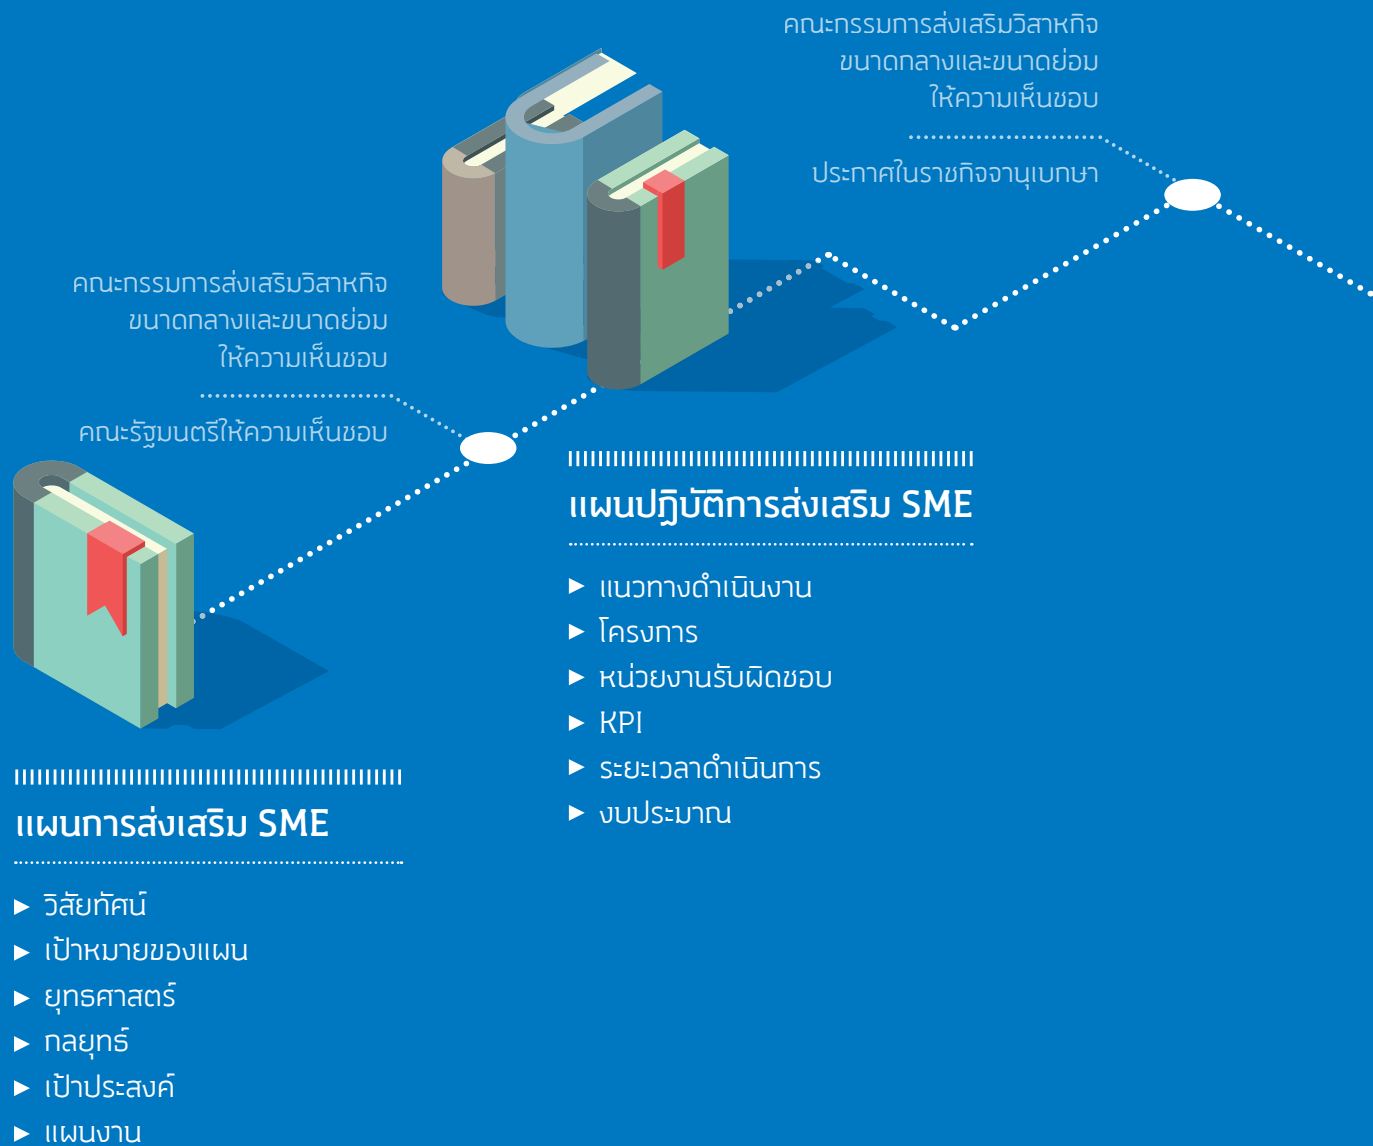 คณะกรรมการส่งเสริมวิสาหกิจ
ขนาดกลางและขนาดย่อม
ให้ความเห็นชอบ
ประกาศในราชกิจจานุเบกษา
คณะกรรมการส่งเสริมวิสาหกิจ
ขนาดกลางและขนาดย่อม
ให้ความเห็นชอบ
คณะรัฐมนตรีให้ความเห็นชอบ
แผนปฏิบัติการส่งเสริม SME
▶ แนวทางดำเนินงาน
▶ โครงการ
▶ หน่วยงานรับผิดชอบ
▶ KPI
▶ ระยะเวลาดำเนินการ
▶ งบประมาณ
แผนการส่งเสริม SME
▶ วิสัยทัศน์
▶ เป้าหมายของแผน
▶ ยุทธศาสตร์
▶ กลยุทธ์
▶ เป้าประสงค์
▶ แผนงาน